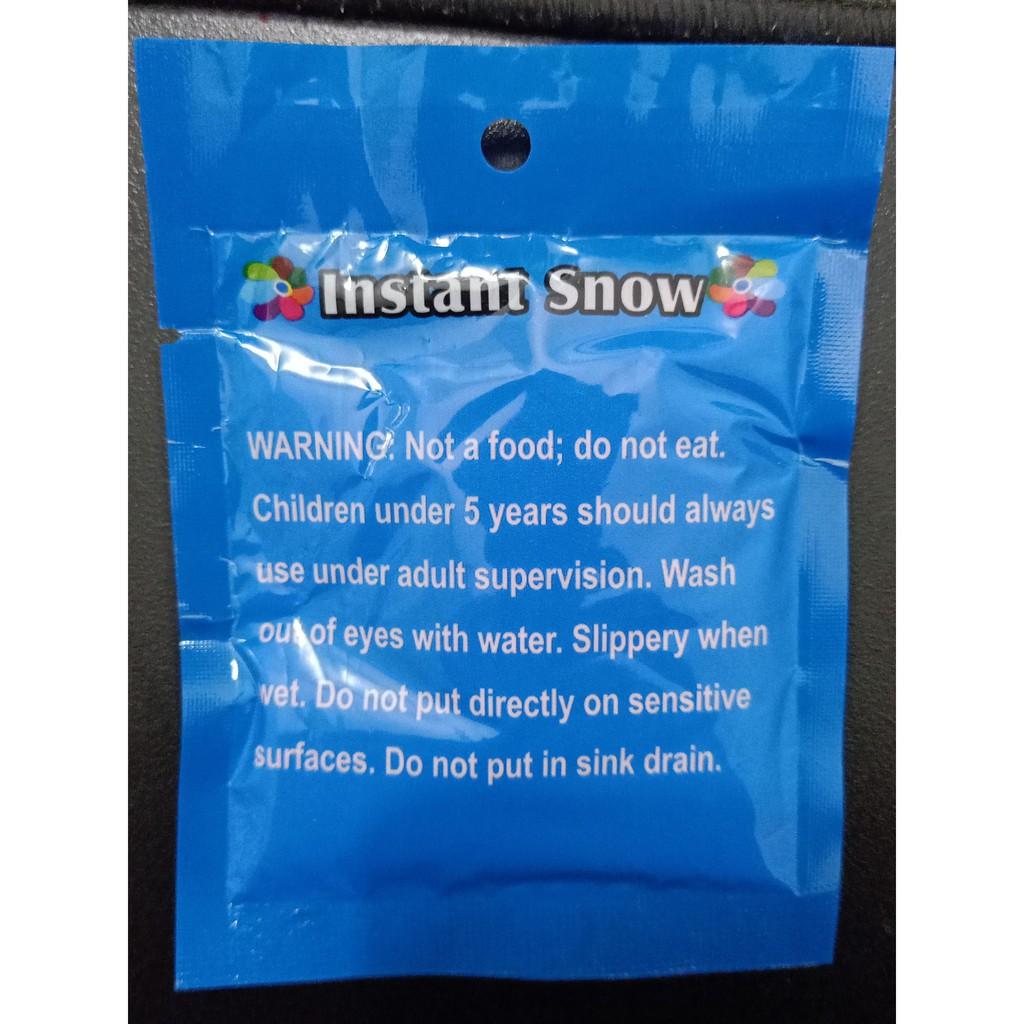 Instant Snow
WARNING: Not a food; do not eat.
Children under 5 years should always
use under adult supervision. Wash
out of eyes with water. Slippery when
wet. Do not put directly on sensitive
surfaces. Do not put in sink drain.